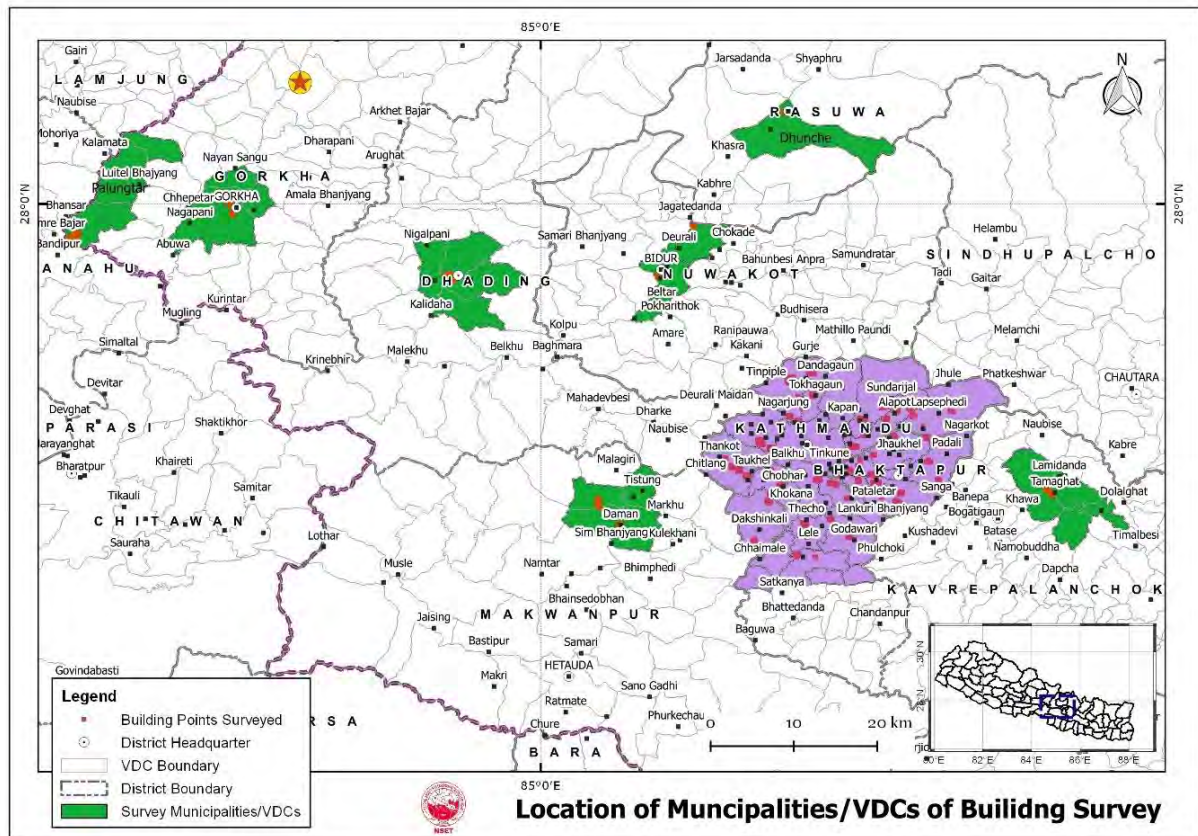 85°0'E
Gairi
LAMJUNG
Naubise
Mohoriya
Kalamata
Luitel Bhajyang
Palungtar
Bhansar
Bandipur
ANAHU
Nayan Sangu
GORKHA
Chhepetar
GORKHA
Nagapani
Abuwa
Arkhet Bajar
Dharapani
Arughat
Amala Bhanjyang
Jarsadanda
Shyaphru
RASUWA
Dhunche
Khasra
Kabhre
N
28°0'N
28°0'N
Jagatedanda
Deurali
Chokade
BIDUR
NUWAKOT
Bahunbesi Anpra
Samundratar
Beltar
Pokharithok
Amare
Samari Bhanjyang
Nigalpani
DHADING
Kalidaha
Helambu
SINDHUPALCHO
Tadi
Gaitar
Melamchi
Kurintar
Mugling
Simaltal
Krinebhir
Malekhu
Belkhu
Kolpu
Baghmara
Ranipauwa
Kakani
Budhisera
Mathillo Paundi
Gurje
Dandagaun
Tinpiple
Tokhagaun
Sundarijal
Jhule
Phatkeshwar
CHAUTARA
Devitar
Devghat
PARASI
Narayanghat
Bharatpur
Shaktikhor
Khaireti
Tikauli
Samitar
CHITAWAN
Sauraha
Lothar
Mahadevbesi
Dharke
Naubise
Deurali Maidan
Nagarjung
Kapan
Alapot
Lapsephedi
KATHMANDU
Nagarkot
Naubise
Thankot
Balkhu
Tinkune
Jhaukhel
Padali
Kabre
Chitlang
Taukhel
Chobhar
BHAKTAPUR
Lamidanda
Tamaghat
Malagiri
Tistung
Khokana
Pataletar
Sanga
Banepa
Khawa
Dolalghat
Markhu
Thecho
Lankuri Bhanjyang
Bogatigaun
Daman
Dakshinkali
Godawari
Kushadevi
Batase
Timalbesi
Sim Bhanjyang
Kulekhani
Lele
Chhaimale
Phulchoki
Namobuddha
Musle
Namtar
Bhimphedi
Dapcha
Satkanya
KAVREPALANCHOK
Bhainsedobhan
MAKWANPUR
Bhattedanda
Chandanpur
Jaising
Baguwa
Bastipur
Samari
HETAUDA
Makri
Sano Gadhi
Ratmate
Phurkechau
Chure
BARA
Govindabasti
RSA
0 10 20 km
30°N
80°E 82°E 84°E 86°E 88°E
Legend
Building Points Surveyed
District Headquarter
VDC Boundary
District Boundary
Survey Municipalities/VDCs
85°0'E
NSET
Location of Muncipalities/VDCs of Builidng Survey